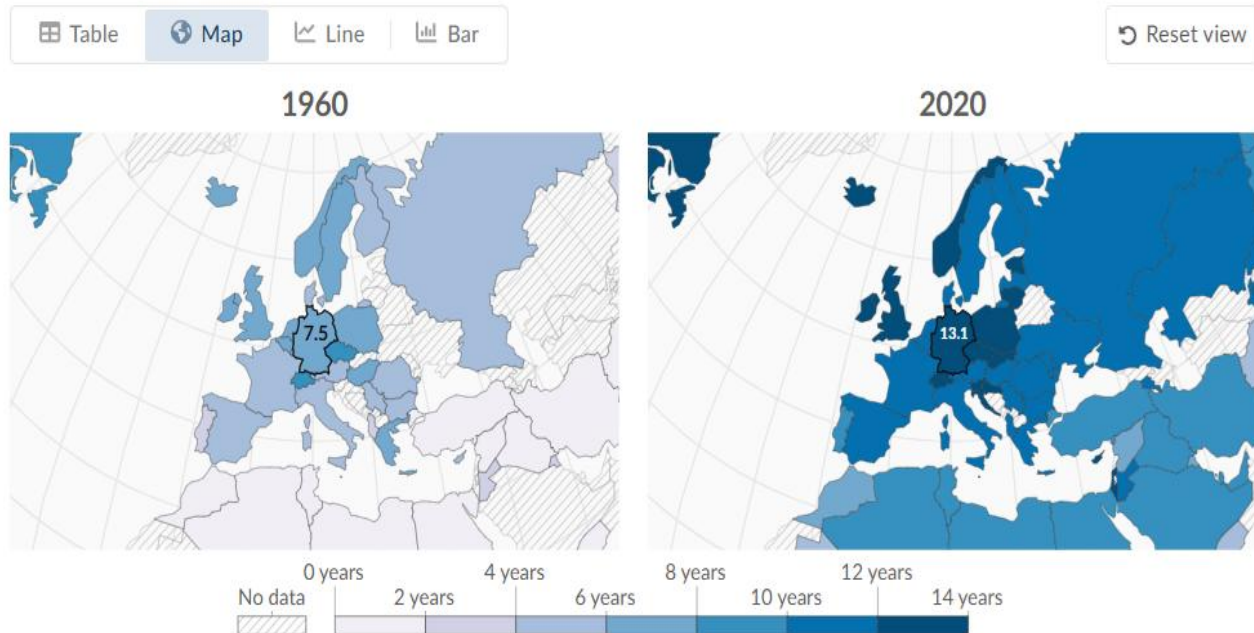 Table Map Line Bar Reset view
1960 2020
7.5 13.1
0 years 4 years 8 years 12 years
No data 2 years 6 years 10 years 14 years